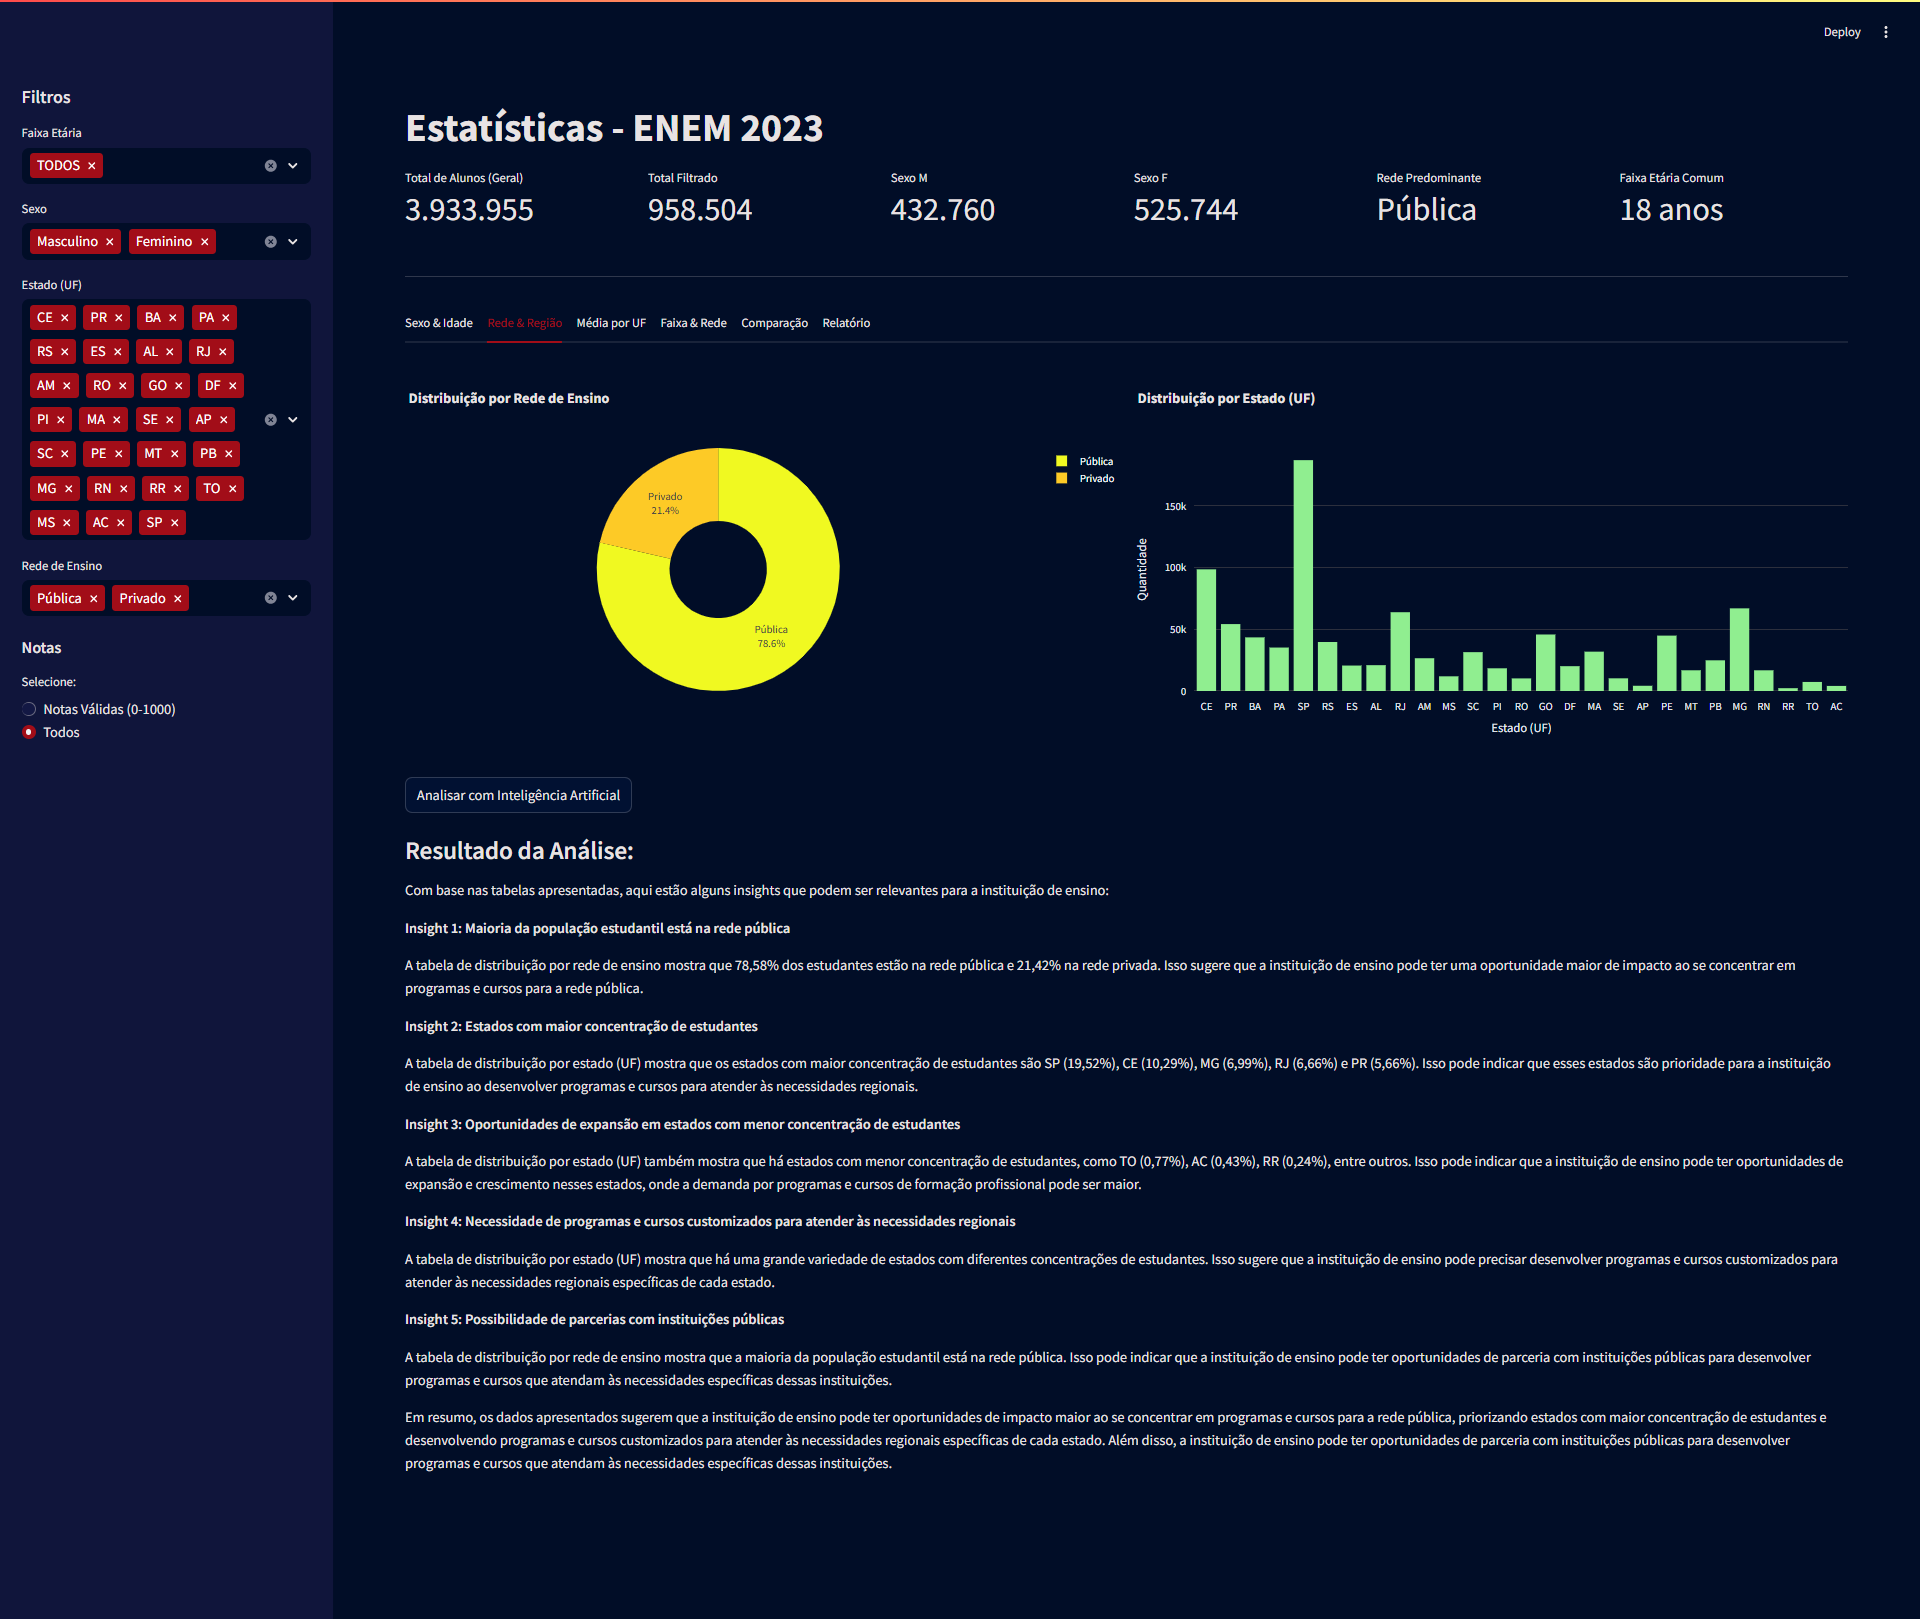 Deploy
Filtros
Faixa Etária
TODOS
Sexo
Masculino Feminino
Estado (UF)
CE PR BA PA
RS ES AL RJ
AM RO GO DF
PI MA SE AP
SC PE MT PB
MG RN RR TO
MS AC SP
Rede de Ensino
Pública Privado
Notas
Selecione:
Notas Válidas (0-1000)
Todos
Estatísticas - ENEM 2023
Total de Alunos (Geral)
3.933.955
Total Filtrado
958.504
Sexo M
432.760
Sexo F
525.744
Rede Predominante
Pública
Faixa Etária Comum
18 anos
Sexo & Idade Rede & Região Média por UF Faixa & Rede Comparação Relatório
Distribuição por Rede de Ensino
Privado
21.4%
Pública
78.6%
Pública
Privado
Distribuição por Estado (UF)
Quantidade
150k
100k
50k
0
CE PR BA PA SP RS ES AL RJ AM MS SC PI RO GO DF MA SE AP PE MT PB MG RN RR TO AC
Estado (UF)
Analisar com Inteligência Artificial
Resultado da Análise:
Com base nas tabelas apresentadas, aqui estão alguns insights que podem ser relevantes para a instituição de ensino:
Insight 1: Maioria da população estudantil está na rede pública
A tabela de distribuição por rede de ensino mostra que 78,58% dos estudantes estão na rede pública e 21,42% na rede privada. Isso sugere que a instituição de ensino pode ter uma oportunidade maior de impacto ao se concentrar em
programas e cursos para a rede pública.
Insight 2: Estados com maior concentração de estudantes
A tabela de distribuição por estado (UF) mostra que os estados com maior concentração de estudantes são SP (19,52%), CE (10,29%), MG (6,99%), RJ (6,66%) e PR (5,66%). Isso pode indicar que esses estados são prioridade para a instituição
de ensino ao desenvolver programas e cursos para atender às necessidades regionais.
Insight 3: Oportunidades de expansão em estados com menor concentração de estudantes
A tabela de distribuição por estado (UF) também mostra que há estados com menor concentração de estudantes, como TO (0,77%), AC (0,43%), RR (0,24%), entre outros. Isso pode indicar que a instituição de ensino pode ter oportunidades de
expansão e crescimento nesses estados, onde a demanda por programas e cursos de formação profissional pode ser maior.
Insight 4: Necessidade de programas e cursos customizados para atender às necessidades regionais
A tabela de distribuição por estado (UF) mostra que há uma grande variedade de estados com diferentes concentrações de estudantes. Isso sugere que a instituição de ensino pode precisar desenvolver programas e cursos customizados para
atender às necessidades regionais específicas de cada estado.
Insight 5: Possibilidade de parcerias com instituições públicas
A tabela de distribuição por rede de ensino mostra que a maioria da população estudantil está na rede pública. Isso pode indicar que a instituição de ensino pode ter oportunidades de parceria com instituições públicas para desenvolver
programas e cursos que atendam às necessidades específicas dessas instituições.
Em resumo, os dados apresentados sugerem que a instituição de ensino pode ter oportunidades de impacto maior ao se concentrar em programas e cursos para a rede pública, priorizando estados com maior concentração de estudantes e
desenvolvendo programas e cursos customizados para atender às necessidades regionais específicas de cada estado. Além disso, a instituição de ensino pode ter oportunidades de parceria com instituições públicas para desenvolver
programas e cursos que atendam às necessidades específicas dessas instituições.